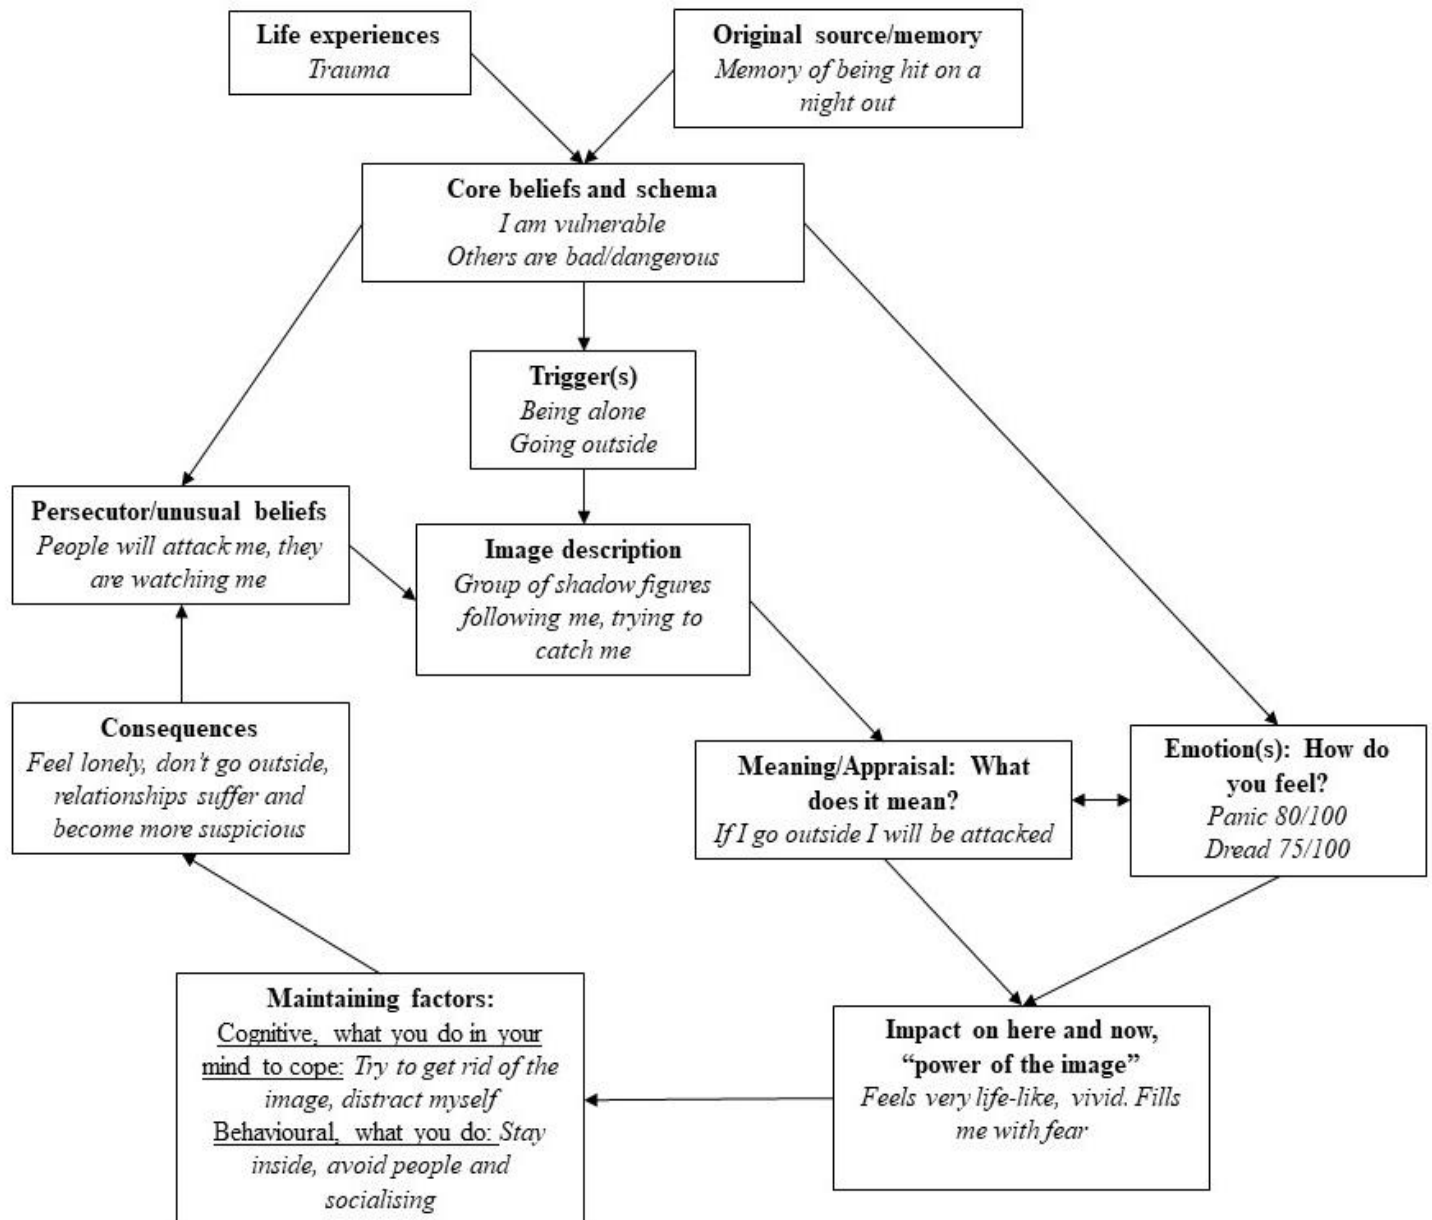 Life experiences
Trauma
Original source/memory
Memory of being hit on a
night out
Core beliefs and schema
I am vulnerable
Others are bad/dangerous
Trigger(s)
Being alone
Going outside
Persecutor/unusual beliefs
People will attack me, they
are watching me
Image description
Group of shadow figures
following me, trying to
catch me
Consequences
Feel lonely, don't go outside,
relationships suffer and
become more suspicious
Meaning/Appraisal: What
does it mean?
If I go outside I will be attacked
Emotion(s): How do
you feel?
Panic 80/100
Dread 75/100
Maintaining factors:
Cognitive, what you do in your
mind to cope: Try to get rid of the
image, distract myself
Behavioural, what you do: Stay
inside, avoid people and
socialising
Impact on here and now,
“power of the image”
Feels very life-like, vivid. Fills
me with fear